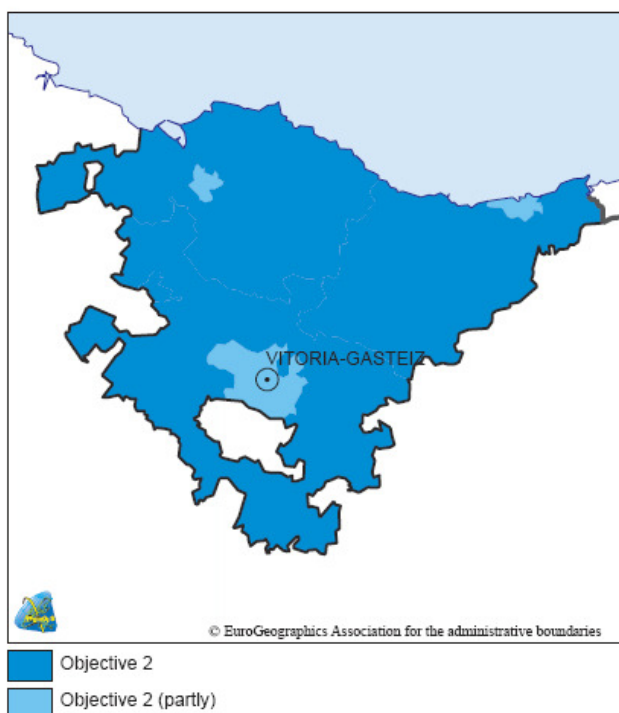 VITORIA-GASTEIZ
© EuroGeographics Association for the administrative boundaries
Objective 2
Objective 2 (partly)